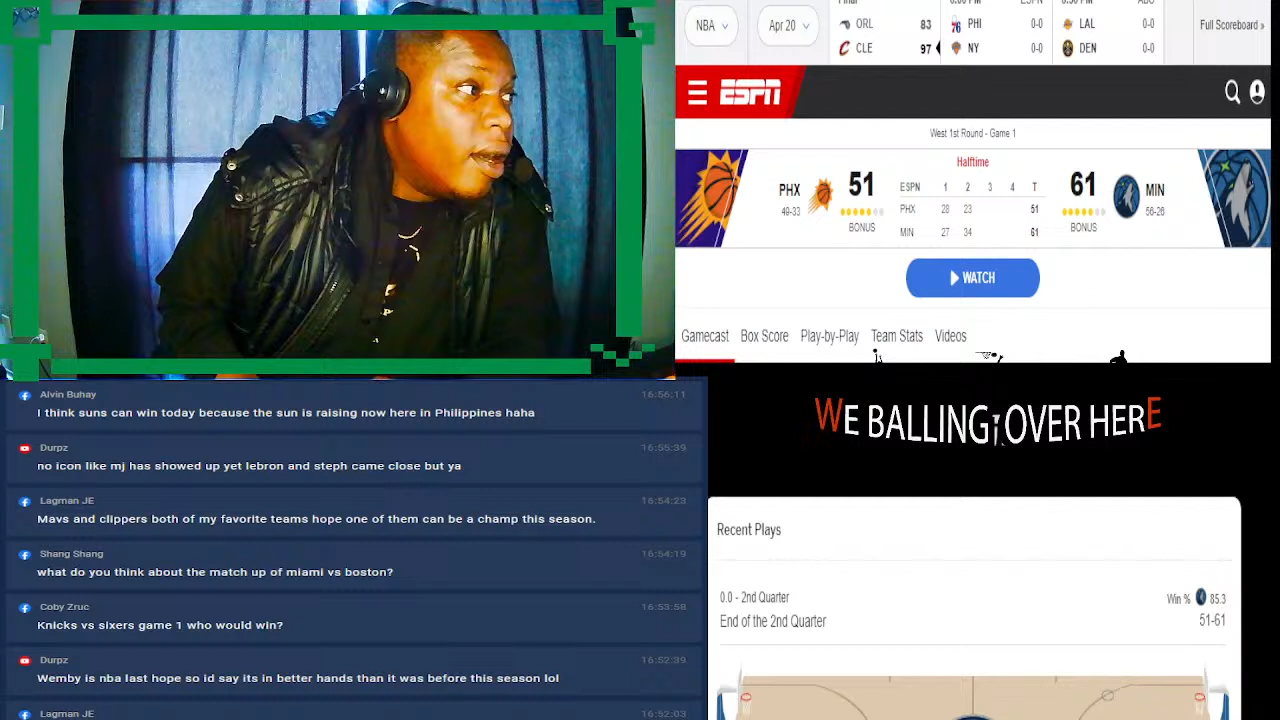 NBA
Apr 20
Final
ORL 83
CLE 97
PHI 0-0
NY 0-0
LAL 0-0
DEN 0-0
Full Scoreboard »
ESPN
West 1st Round - Game 1
Halftime
PHX
49-33
51
BONUS
ESPN 1 2 3 4 T
PHX 28 23 51
MIN 27 34 61
61
BONUS
MIN
56-26
WATCH
Gamecast Box Score Play-by-Play Team Stats Videos
Alvin Buhay 16:56:11
I think suns can win today because the sun is raising now here in Philippines haha
Durpz 16:55:39
no icon like mj has showed up yet lebron and steph came close but ya
Lagman JE 16:54:23
Mavs and clippers both of my favorite teams hope one of them can be a champ this season.
Shang Shang 16:54:19
what do you think about the match up of miami vs boston?
Coby Zruc 16:53:58
Knicks vs sixers game 1 who would win?
Durpz 16:52:39
Wemby is nba last hope so id say its in better hands than it was before this season lol
Lagman JE 16:52:03
WE BALLING OVER HERE
Recent Plays
0.0 - 2nd Quarter
Win % 85.3
End of the 2nd Quarter
51-61